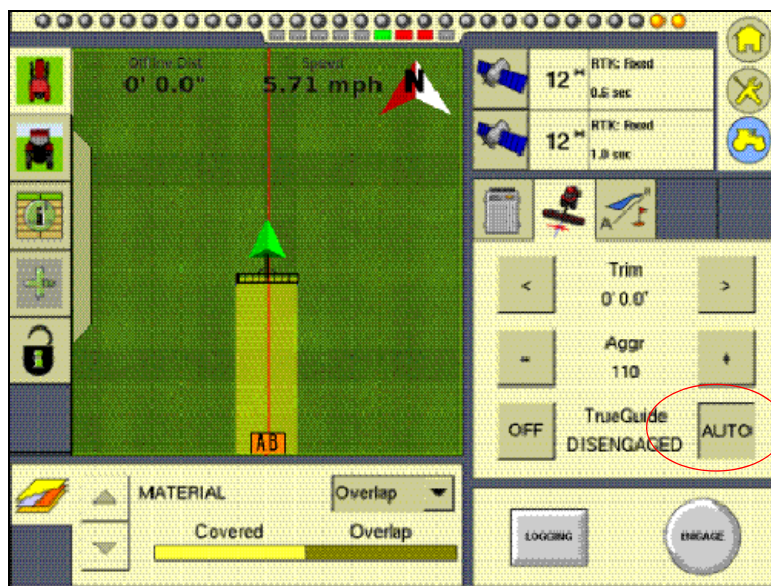 Offline Dist
0' 0.0"
Speed
5.71 mph
N
12
RTK: Fixed
0.6 sec
12
RTK: Fixed
1.0 sec
A
Trim
0' 0.0"
<
>
Aggr
110
-
+
OFF
TrueGuide
DISENGAGED
AUTO
AB
MATERIAL
Overlap
Covered
Overlap
LOGGING
ENGAGE